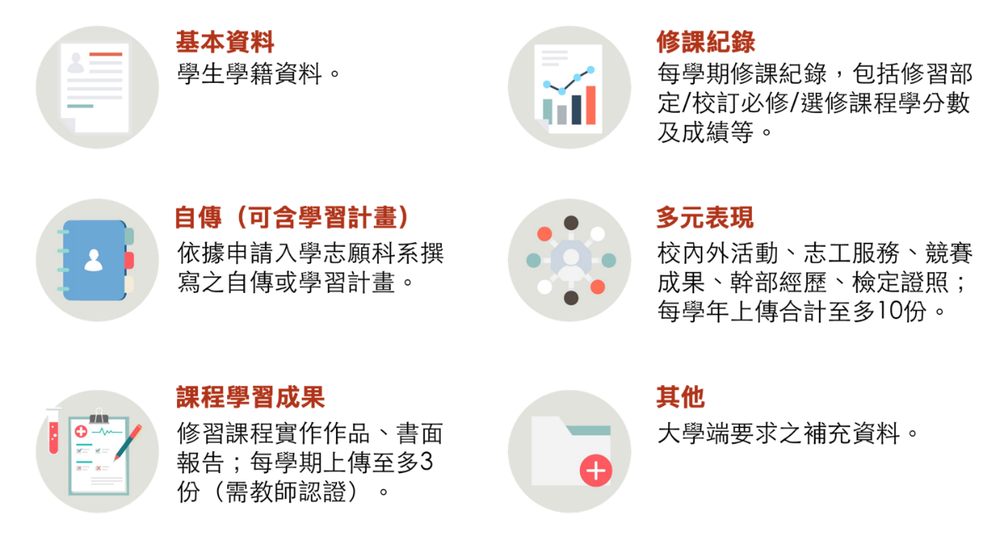 基本資料
學生學籍資料。
修課紀錄
每學期修課紀錄，包括修習部
定/校訂必修/選修課程學分數
及成績等。
自傳（可含學習計畫）
依據申請入學志願科系撰
寫之自傳或學習計畫。
多元表現
校內外活動、志工服務、競賽
成果、幹部經歷、檢定證照；
每學年上傳合計至多10份。
課程學習成果
修習課程實作作品、書面
報告；每學期上傳至多3
份（需教師認證）。
其他
大學端要求之補充資料。